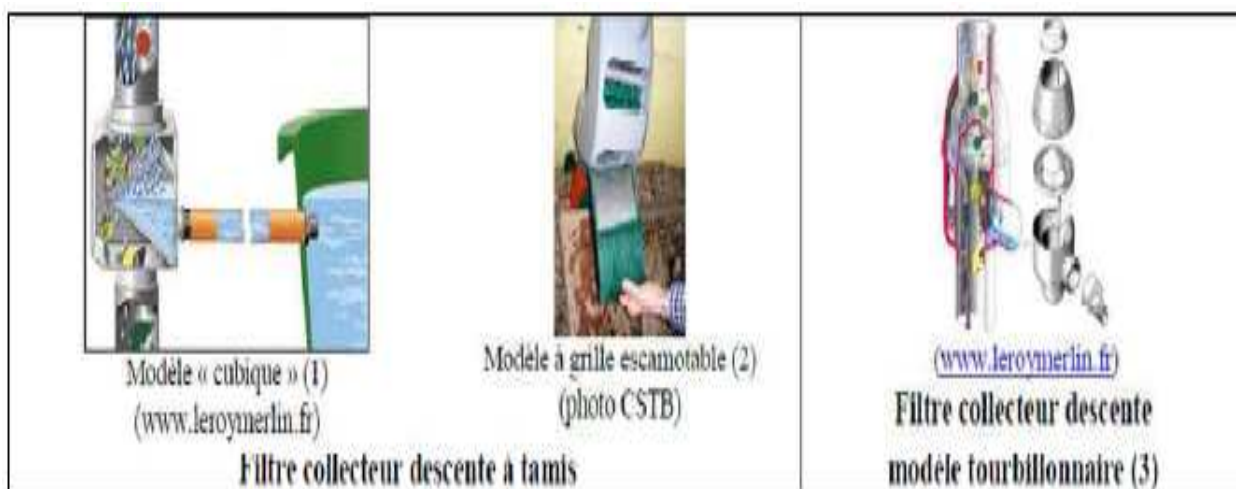 Modèle « cubique » (1)
(www.leroymerlin.fr)
Modèle à grille escamotable (2)
(photo CSTB)
Filtre collecteur descente à tamis
(www.leroymerlin.fr)
Filtre collecteur descente
modèle tourbillonnaire (3)